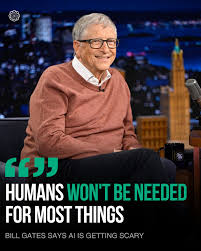 HUMANS WON'T BE NEEDED
FOR MOST THINGS
BILL GATES SAYS AI IS GETTING SCARY